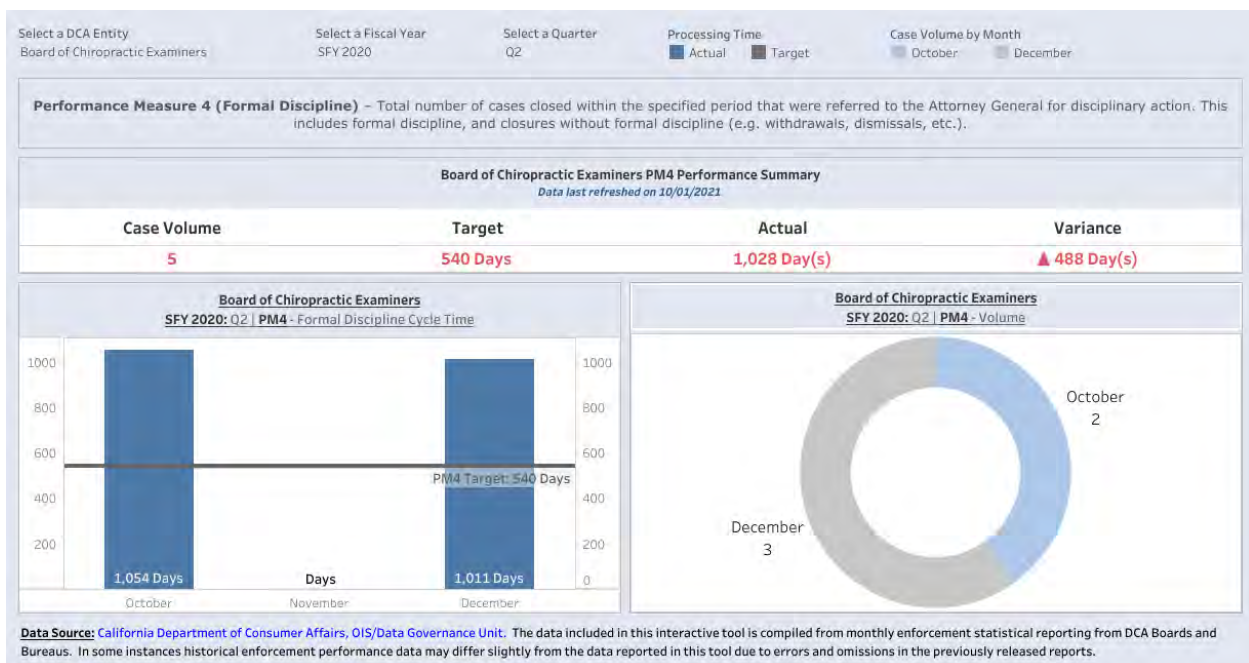 Select a DCA Entity
Board of Chiropractic Examiners
Select a Fiscal Year
SFY 2020
Select a Quarter
Q2
Processing Time
Actual
Target
Case Volume by Month
October
December
Performance Measure 4 (Formal Discipline) – Total number of cases closed within the specified period that were referred to the Attorney General for disciplinary action. This
includes formal discipline, and closures without formal discipline (e.g. withdrawals, dismissals, etc.).
Board of Chiropractic Examiners PM4 Performance Summary
Data last refreshed on 10/01/2021
Case Volume
Target
Actual
Variance
5
540 Days
1,028 Day(s)
▲ 488 Day(s)
Board of Chiropractic Examiners
SFY 2020: Q2 | PM4 - Formal Discipline Cycle Time
1000
800
600
400
200
1000
800
600
400
200
0
PM4 Target: 540 Days
1,054 Days
Days
1,011 Days
October
November
December
Board of Chiropractic Examiners
SFY 2020: Q2 | PM4 - Volume
October
2
December
3
Data Source: California Department of Consumer Affairs, OIS/Data Governance Unit. The data included in this interactive tool is compiled from monthly enforcement statistical reporting from DCA Boards and
Bureaus. In some instances historical enforcement performance data may differ slightly from the data reported in this tool due to errors and omissions in the previously released reports.